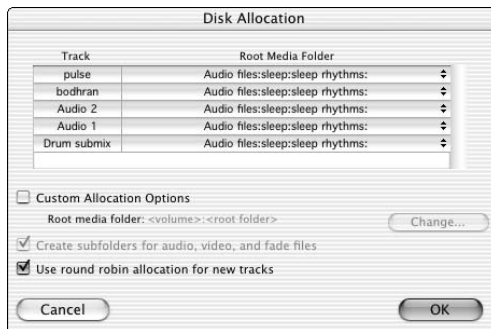 Disk Allocation
Track Root Media Folder
pulse Audio files:sleep:sleep rhythms:
bodhran Audio files:sleep:sleep rhythms:
Audio 2 Audio files:sleep:sleep rhythms:
Audio 1 Audio files:sleep:sleep rhythms:
Drum submix Audio files:sleep:sleep rhythms:
Custom Allocation Options
Root media folder: <volume>:<root folder> Change...
Create subfolders for audio, video, and fade files
Use round robin allocation for new tracks
Cancel OK